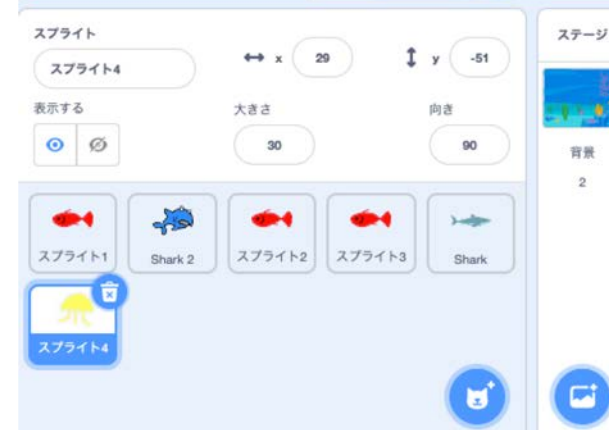 スプライト
スプライト4
x 29
y -51
ステージ
表示する
大きさ
向き
30
90
背景
2
スプライト1
Shark 2
スプライト2
スプライト3
Shark
スプライト4